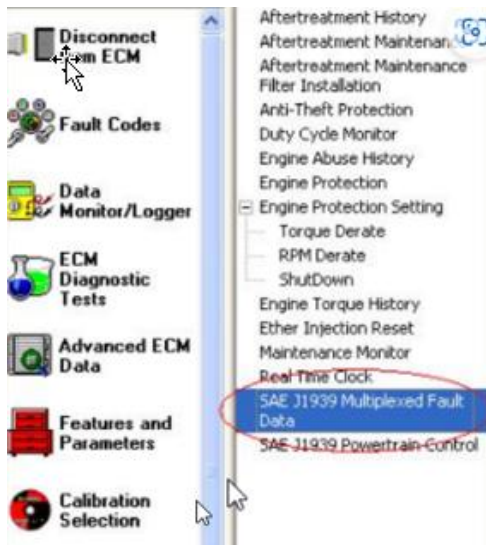 Disconnect
from ECM
Fault Codes
Data
Monitor/Logger
ECM
Diagnostic
Tests
Advanced ECM
Data
Features and
Parameters
Calibration
Selection
Aftertreatment History
Aftertreatment Maintenance
Aftertreatment Maintenance
Filter Installation
Anti-Theft Protection
Duty Cycle Monitor
Engine Abuse History
Engine Protection
Engine Protection Setting
Torque Derate
RPM Derate
ShutDown
Engine Torque History
Ether Injection Reset
Maintenance Monitor
Real Time Clock
SAE J1939 Multiplexed Fault
Data
SAE J1939 Powertrain Control